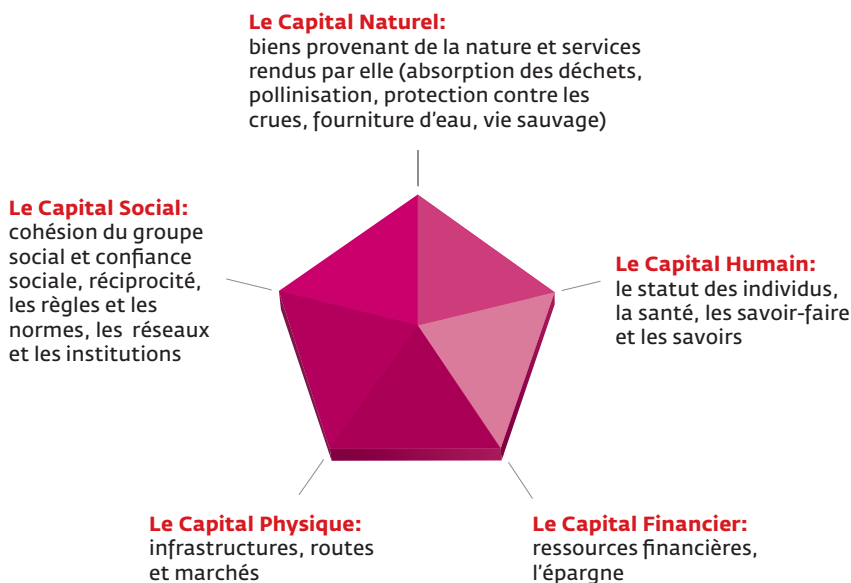 Le Capital Naturel:
biens provenant de la nature et services
rendus par elle (absorption des déchets,
pollinisation, protection contre les
crues, fourniture d'eau, vie sauvage)
Le Capital Social:
cohésion du groupe
social et confiance
sociale, réciprocité,
les règles et les
normes, les réseaux
et les institutions
Le Capital Humain:
le statut des individus,
la santé, les savoir-faire
et les savoirs
Le Capital Physique:
infrastructures, routes
et marchés
Le Capital Financier:
ressources financières,
l'épargne